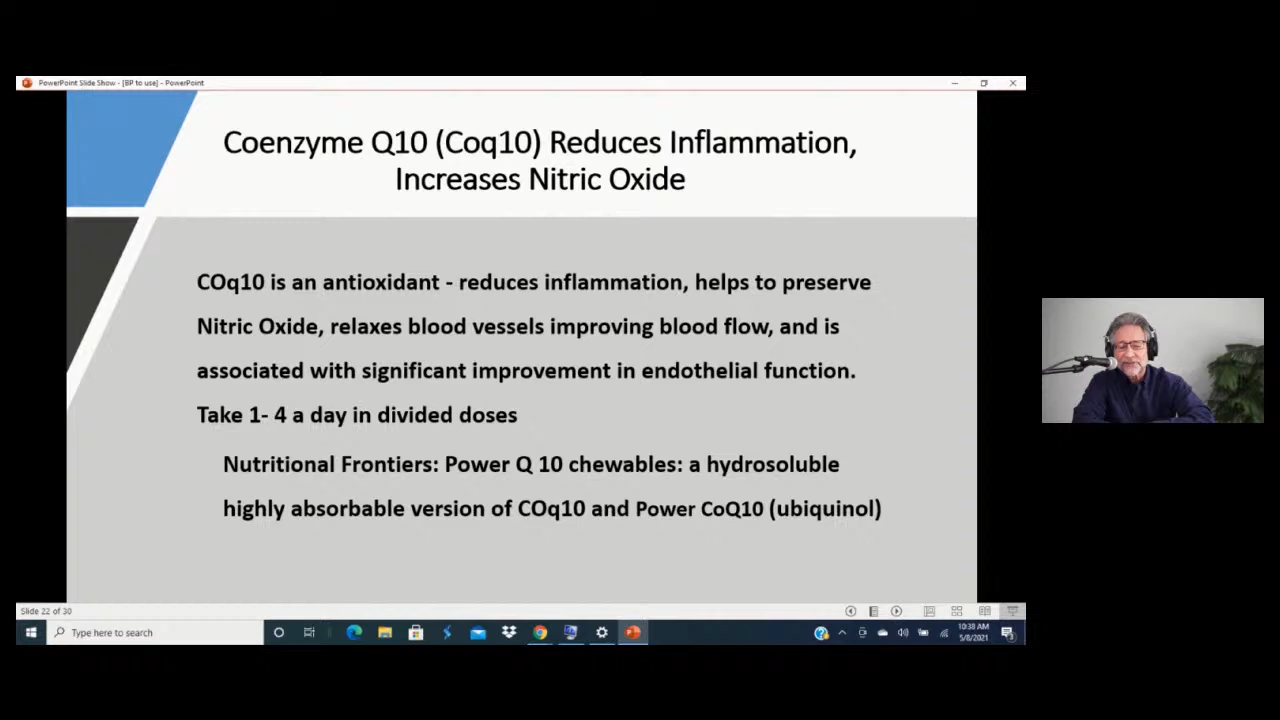 PowerPoint Slide Show - [BP to use] - PowerPoint
Coenzyme Q10 (Coq10) Reduces Inflammation,
Increases Nitric Oxide
COq10 is an antioxidant - reduces inflammation, helps to preserve
Nitric Oxide, relaxes blood vessels improving blood flow, and is
associated with significant improvement in endothelial function.
Take 1- 4 a day in divided doses
Nutritional Frontiers: Power Q 10 chewables: a hydrosoluble
highly absorbable version of COq10 and Power CoQ10 (ubiquinol)
Slide 22 of 30
Type here to search
10:38 AM
5/8/2021